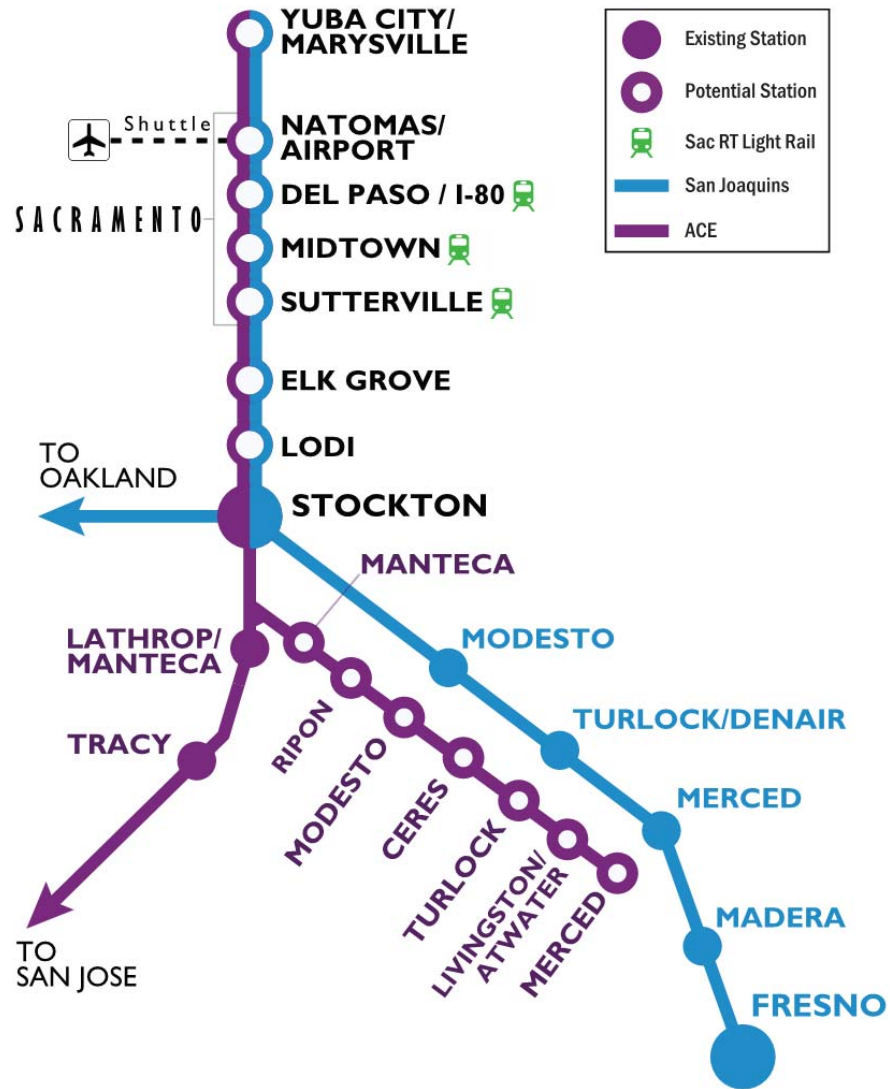 YUBA CITY/
MARYSVILLE
Existing Station
Potential Station
Sac RT Light Rail
San Joaquins
ACE
Shuttle
NATOMAS/
AIRPORT
SACRAMENTO
DEL PASO / I-80
MIDTOWN
SUTTERVILLE
ELK GROVE
LODI
TO
OAKLAND
STOCKTON
MANTECA
LATHROP/
MANTECA
MODESTO
TRACY
RIPON
TURLOCK/DENAIR
MODESTO
CERES
MERCED
TURLOCK
LIVINGSTON/
ATWATER
MERCED
MADERA
TO
SAN JOSE
FRESNO